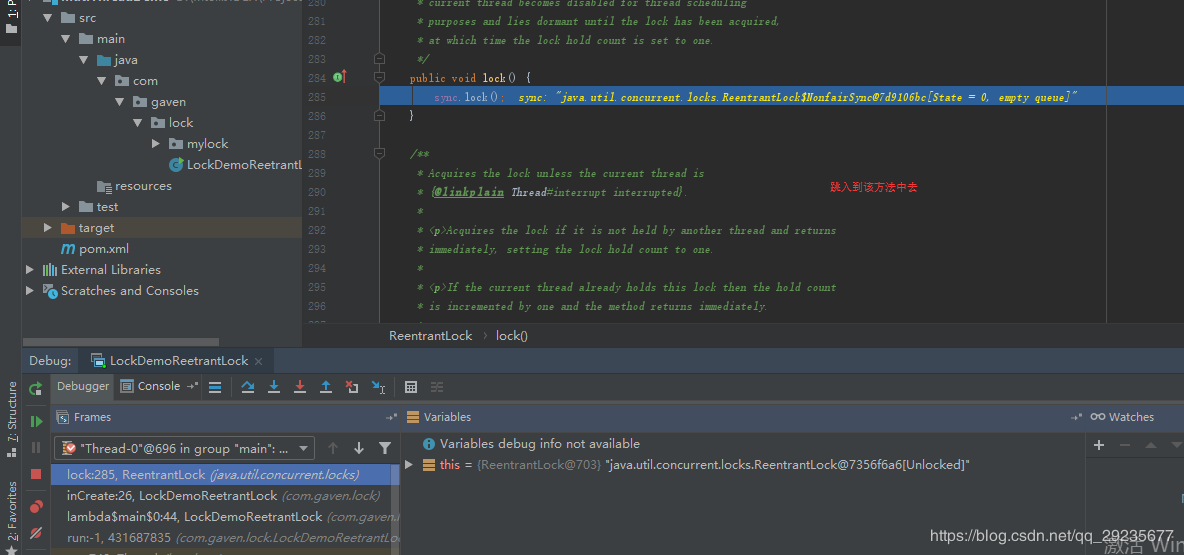 1: P
src
main
java
com
gaven
lock
mylock
LockDemoReetrantL
resources
test
target
pom.xml
External Libraries
Scratches and Consoles
280 * current thread becomes disabled for thread scheduling
281 * purposes and lies dormant until the lock has been acquired,
282 * at which time the lock hold count is set to one.
283 */
284 public void lock() {
285 sync.lock(); sync: "java.util.concurrent.locks.ReentrantLock$NonfairSync@7d9106bc[State = 0, empty queue]"
286 }
287
288 /**
289 * Acquires the lock unless the current thread is
290 * {@linkplain Thread#interrupt interrupted}.
291 *
292 * <p>Acquires the lock if it is not held by another thread and returns
293 * immediately, setting the lock hold count to one.
294 *
295 * <p>If the current thread already holds this lock then the hold count
296 * is incremented by one and the method returns immediately.
跳入到该方法中去
ReentrantLock › lock()
Debug: LockDemoReetrantLock ×
Debugger Console
Frames
Variables
Watches
"Thread-0"@696 in group "main": ...
lock:285, ReentrantLock (java.util.concurrent.locks)
inCreate:26, LockDemoReetrantLock (com.gaven.lock)
lambda$main$0:44, LockDemoReetrantLock (com.gaven.l
run:-1, 431687835 (com.gaven.lock.LockDemoReetrantLo
Variables debug info not available
this = {ReentrantLock@703} "java.util.concurrent.locks.ReentrantLock@7356f6a6[Unlocked]"
7: Structure
2: Favorites
https://blog.csdn.net/qq_29235677
激活 Win